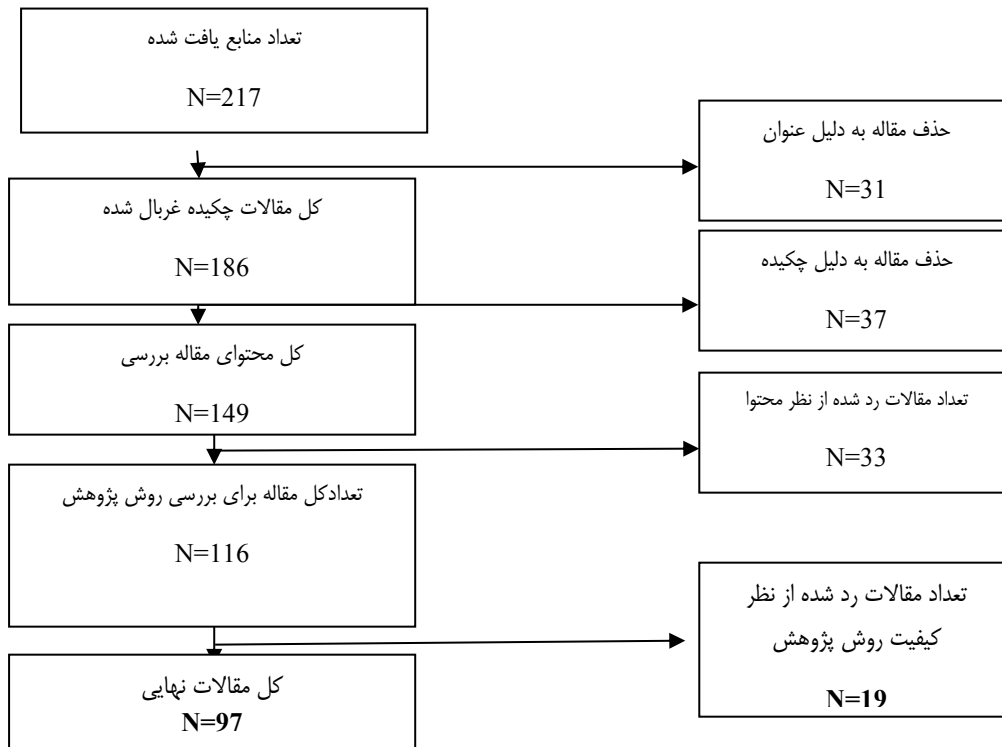 تعداد منابع یافت شده
N=217
حذف مقاله به دلیل عنوان
N=31
کل مقالات چکیده غربال شده
N=186
حذف مقاله به دلیل چکیده
N=37
کل محتوای مقاله بررسی
N=149
تعداد مقالات رد شده از نظر محتوا
N=33
تعدادکل مقاله برای بررسی روش پژوهش
N=116
تعداد مقالات رد شده از نظر
کیفیت روش پژوهش
N=19
کل مقالات نهایی
N=97